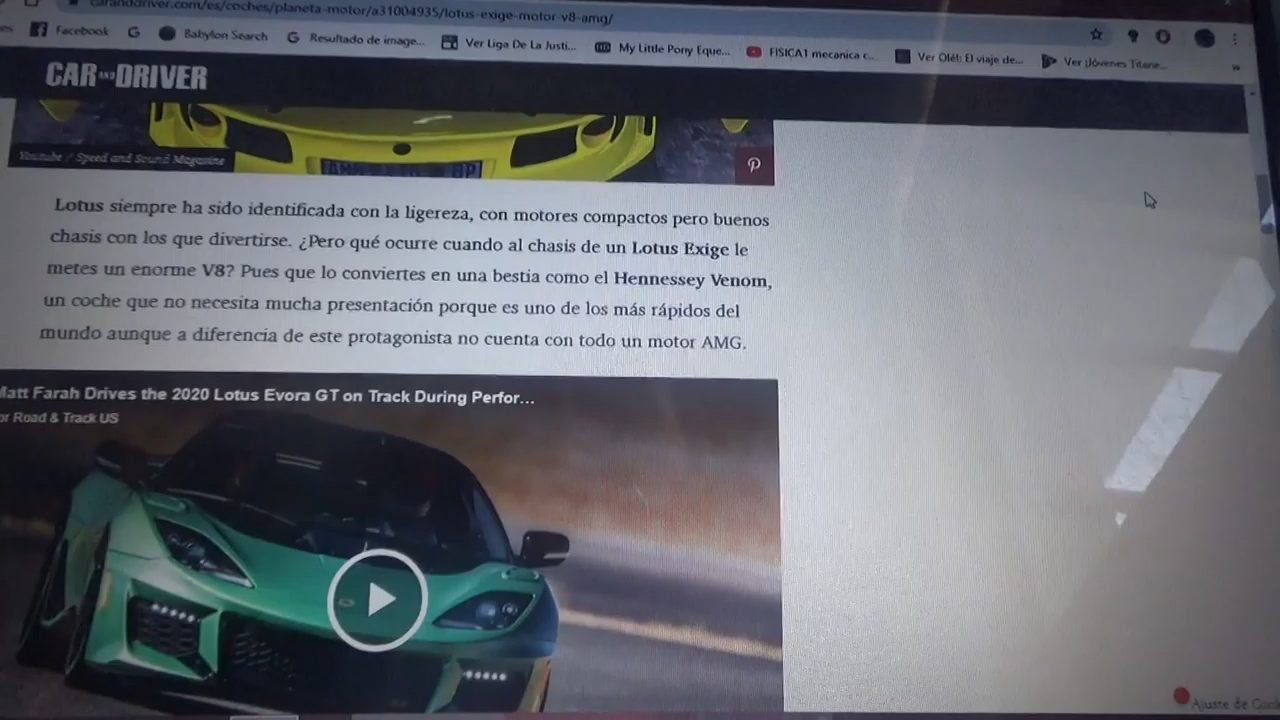 caranddriver.com/es/coches/planeta-motor/a31004935/lotus-exige-motor-v8-amg/
es Facebook G Babylon Search G Resultado de image... Ver Liga De La Justi... My Little Pony Eque... FISICA1 mecanica c... Ver Olé!: El viaje de... Ver ¡Jóvenes Titane... »
CAR AND DRIVER
Youtube / Speed and Sound Magazine
Lotus siempre ha sido identificada con la ligereza, con motores compactos pero buenos
chasis con los que divertirse. ¿Pero qué ocurre cuando al chasis de un Lotus Exige le
metes un enorme V8? Pues que lo conviertes en una bestia como el Hennessey Venom,
un coche que no necesita mucha presentación porque es uno de los más rápidos del
mundo aunque a diferencia de este protagonista no cuenta con todo un motor AMG.
Matt Farah Drives the 2020 Lotus Evora GT on Track During Perfor...
or Road & Track US
Ajuste de Cook